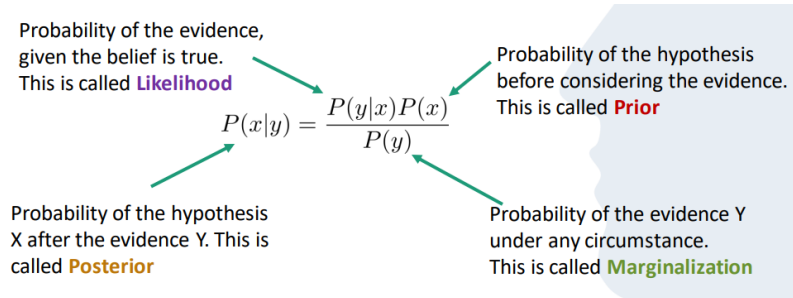 Probability of the evidence,
given the belief is true.
This is called Likelihood
Probability of the hypothesis
before considering the evidence.
This is called Prior
P(x|y) = P(y|x)P(x) / P(y)
Probability of the hypothesis
X after the evidence Y. This is
called Posterior
Probability of the evidence Y
under any circumstance.
This is called Marginalization